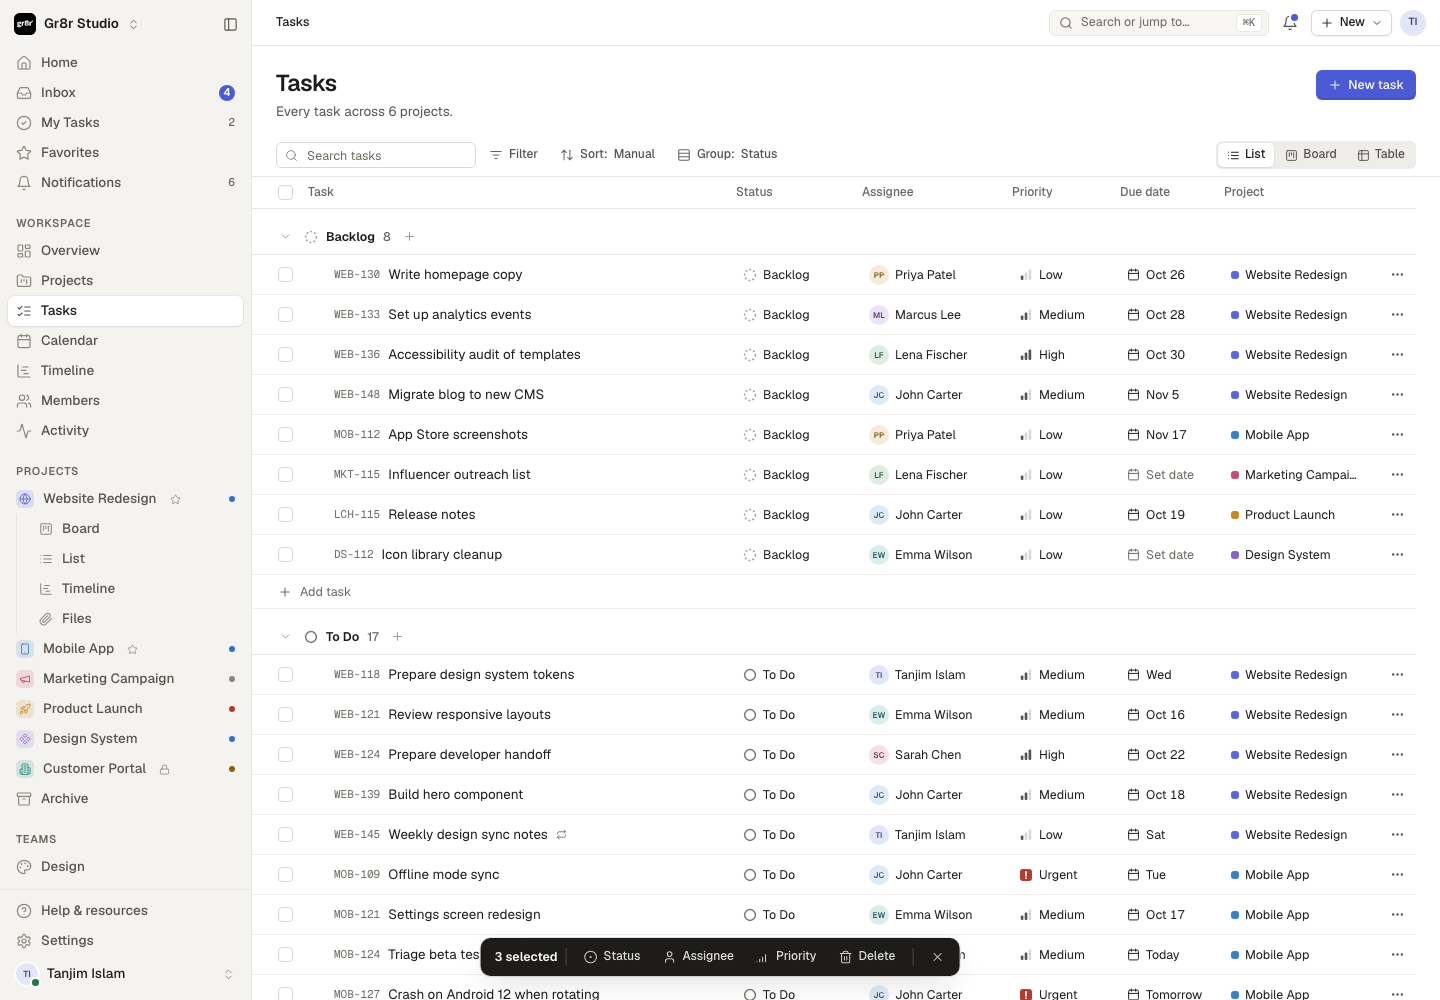 gr8r Gr8r Studio
Home
Inbox 4
My Tasks 2
Favorites
Notifications 6
WORKSPACE
Overview
Projects
Tasks
Calendar
Timeline
Members
Activity
PROJECTS
Website Redesign
Board
List
Timeline
Files
Mobile App
Marketing Campaign
Product Launch
Design System
Customer Portal
Archive
TEAMS
Design
Help & resources
Settings
TI Tanjim Islam
Tasks
Search or jump to... ⌘K
New
TI
Tasks
Every task across 6 projects.
New task
Search tasks
Filter
Sort: Manual
Group: Status
List
Board
Table
Task Status Assignee Priority Due date Project
Backlog 8
WEB-130 Write homepage copy Backlog PP Priya Patel Low Oct 26 Website Redesign
WEB-133 Set up analytics events Backlog ML Marcus Lee Medium Oct 28 Website Redesign
WEB-136 Accessibility audit of templates Backlog LF Lena Fischer High Oct 30 Website Redesign
WEB-148 Migrate blog to new CMS Backlog JC John Carter Medium Nov 5 Website Redesign
MOB-112 App Store screenshots Backlog PP Priya Patel Low Nov 17 Mobile App
MKT-115 Influencer outreach list Backlog LF Lena Fischer Low Set date Marketing Campai...
LCH-115 Release notes Backlog JC John Carter Low Oct 19 Product Launch
DS-112 Icon library cleanup Backlog EW Emma Wilson Low Set date Design System
Add task
To Do 17
WEB-118 Prepare design system tokens To Do TI Tanjim Islam Medium Wed Website Redesign
WEB-121 Review responsive layouts To Do EW Emma Wilson Medium Oct 16 Website Redesign
WEB-124 Prepare developer handoff To Do SC Sarah Chen High Oct 22 Website Redesign
WEB-139 Build hero component To Do JC John Carter Medium Oct 18 Website Redesign
WEB-145 Weekly design sync notes To Do TI Tanjim Islam Low Sat Website Redesign
MOB-109 Offline mode sync To Do JC John Carter Urgent Tue Mobile App
MOB-121 Settings screen redesign To Do EW Emma Wilson Medium Oct 17 Mobile App
MOB-124 Triage beta Medium Today Mobile App
3 selected Status Assignee Priority Delete
MOB-127 Crash on Android 12 when rotating To Do JC John Carter Urgent Tomorrow Mobile App